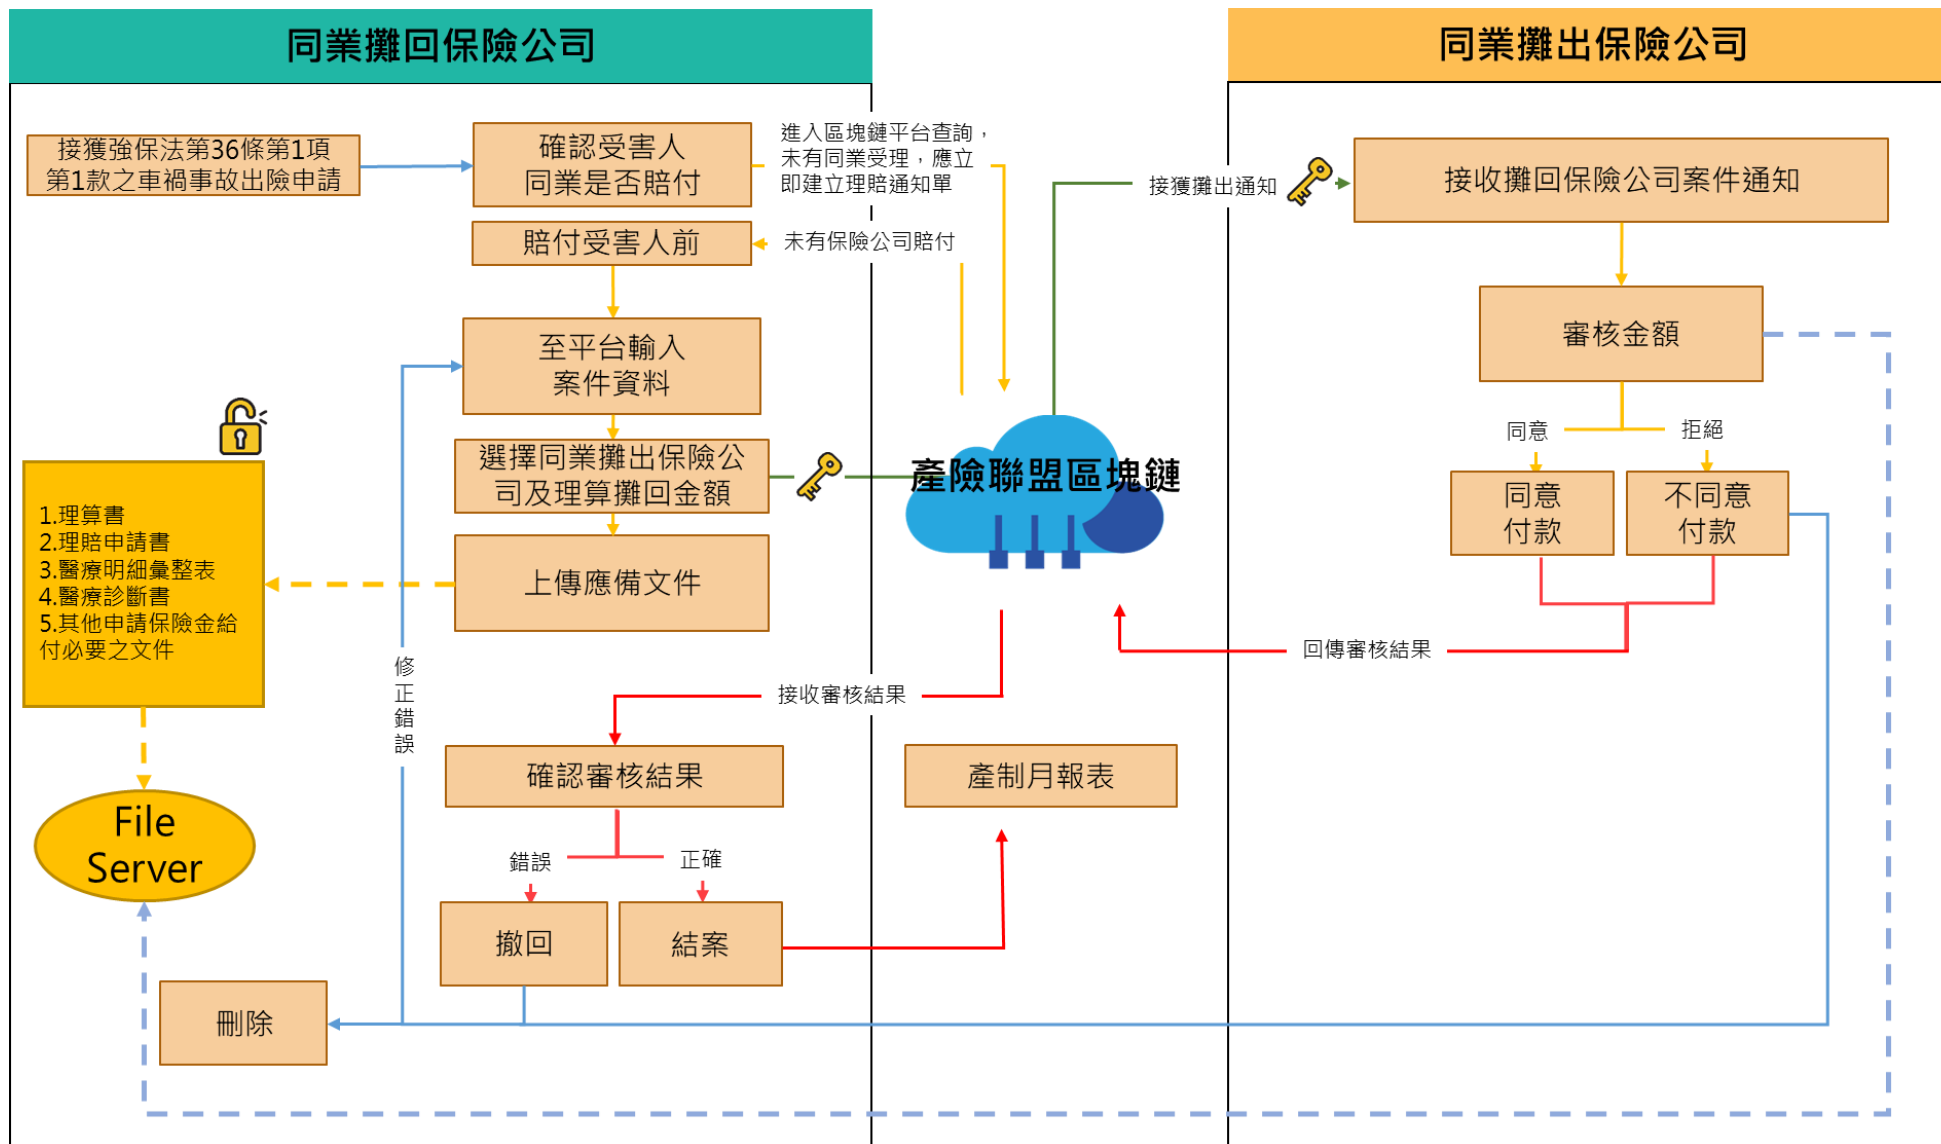 同業攤回保險公司
同業攤出保險公司
接獲強保法第36條第1項
第1款之車禍事故出險申請
確認受害人
同業是否賠付
進入區塊鏈平台查詢，
未有同業受理，應立
即建立理賠通知單
接獲攤出通知
接收攤回保險公司案件通知
賠付受害人前
未有保險公司賠付
至平台輸入
案件資料
審核金額
同意
拒絕
選擇同業攤出保險公
司及理算攤回金額
產險聯盟區塊鏈
同意
付款
不同意
付款
1.理算書
2.理賠申請書
3.醫療明細彙整表
4.醫療診斷書
5.其他申請保險金給
付必要之文件
上傳應備文件
修
正
錯
誤
回傳審核結果
接收審核結果
確認審核結果
產制月報表
File
Server
錯誤
正確
撤回
結案
刪除